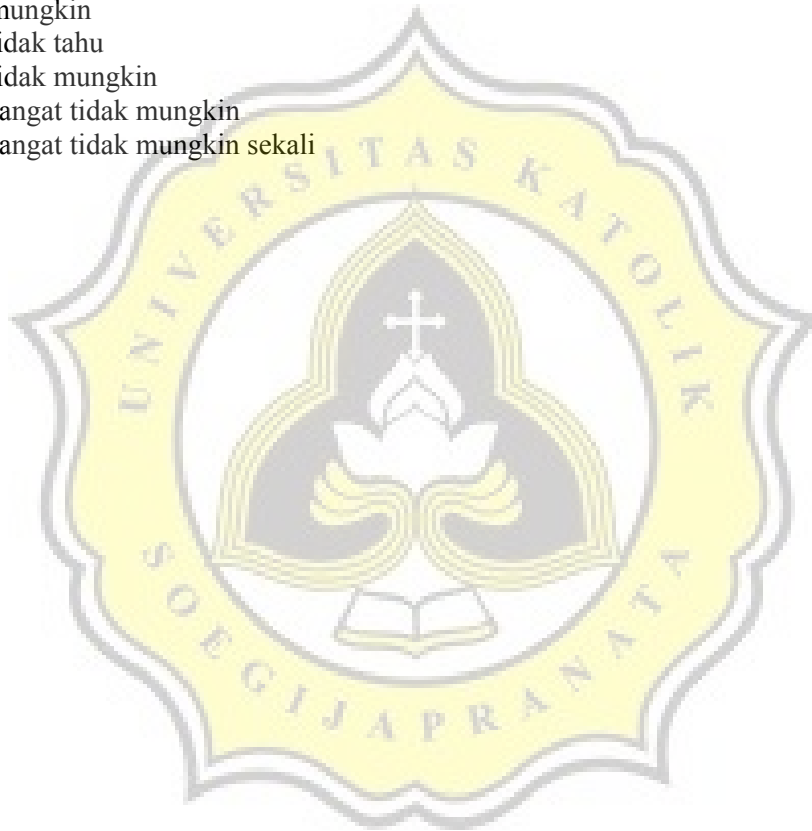 mungkin
idak tahu
idak mungkin
angat tidak mungkin
angat tidak mungkin sekali
UNIVERSITAS KATOLIK
SOEGIJAPRANATA